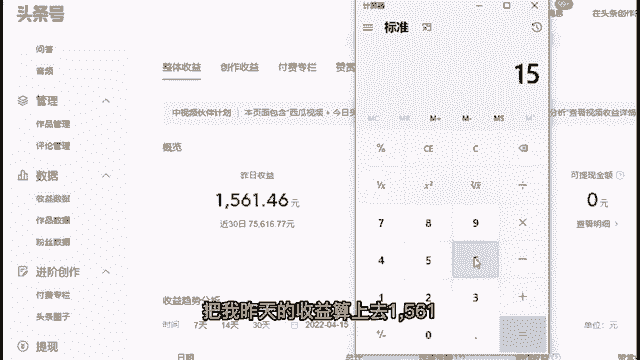 头条号
问答
音频
管理
作品管理
评论管理
数据
收益数据
作品数据
粉丝数据
进阶创作
付费专栏
头条圈子
提现
整体收益 创作收益 付费专栏 赞赏
中视频伙伴计划 | 本页面包含“西瓜视频 + 今日头
概览
昨日收益
1,561.46 元
近30日 75,616.77元
收益趋势分析
时间 7天 14天 30天 2022-04-15
日期
计算器
标准
15
MC MR M+ M- MS M˅
% CE C
⅟x x² ²√x ÷
7 8 9 ×
4 5 6 −
1 2 3 +
+/- 0 . =
99+
消息 在头条创作
分析”查看视频收益详情
可提现金额
0 元
查看明细 >
单位：元
把我昨天的收益算上去1,561